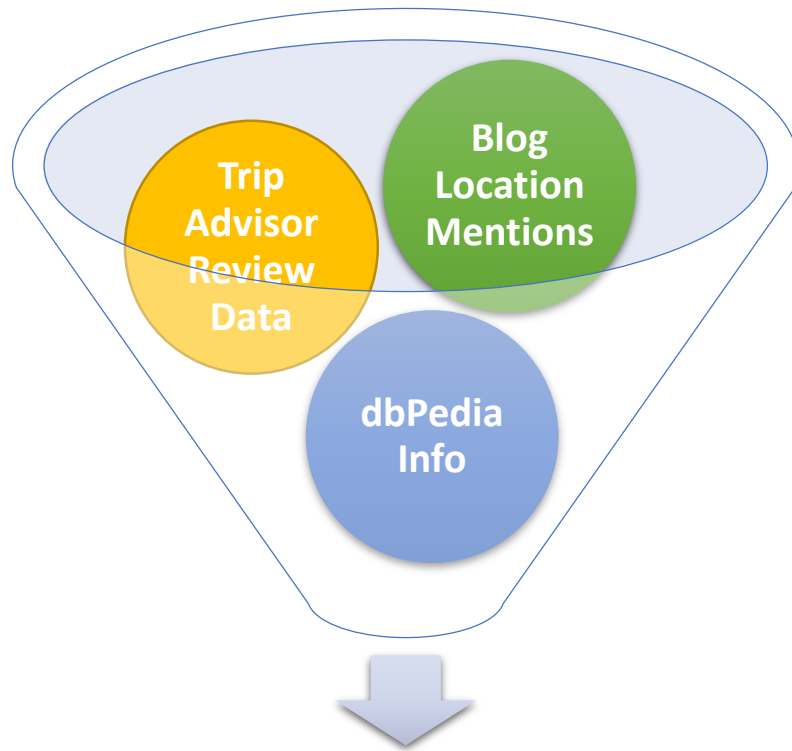 Trip
Advisor
Review
Data
Blog
Location
Mentions
dbPedia
Info